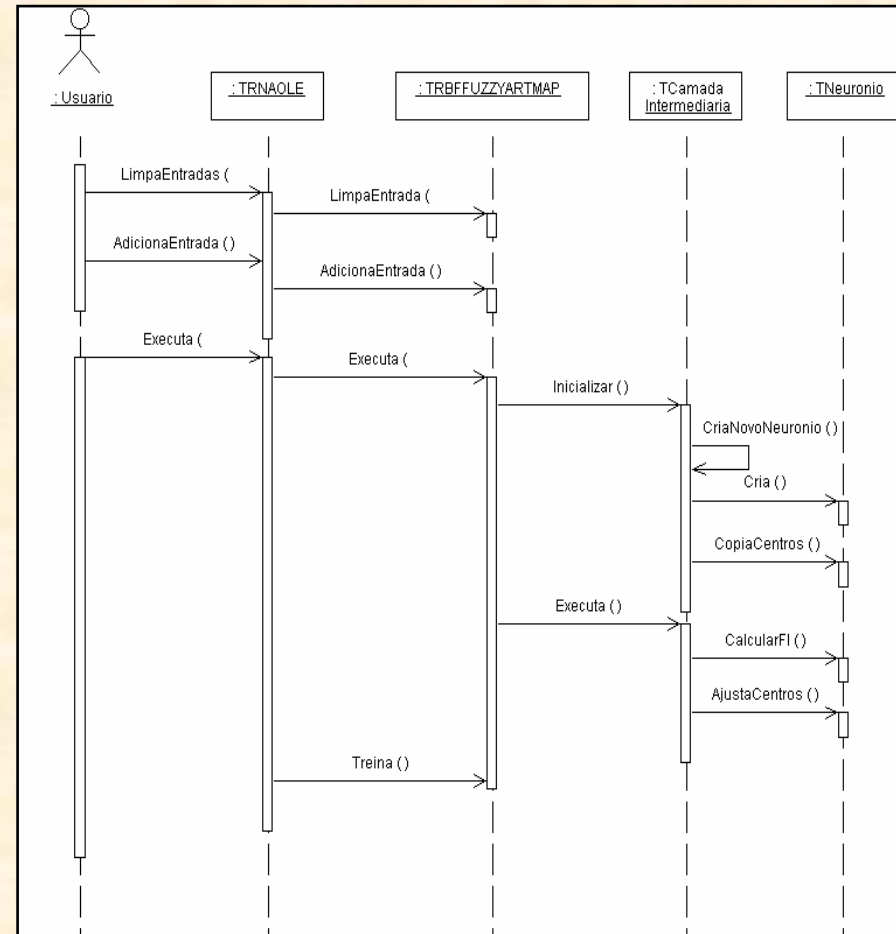 : Usuario
: TRNAOLE
: TRBFFUZZYARTMAP
: TCamada
Intermediaria
: TNeuronio
LimpaEntradas (
LimpaEntrada (
AdicionaEntrada ()
AdicionaEntrada ()
Executa (
Executa (
Inicializar ()
CriaNovoNeuronio ()
Cria ()
CopiaCentros ()
Executa ()
CalcularFI ()
AjustaCentros ()
Treina ()